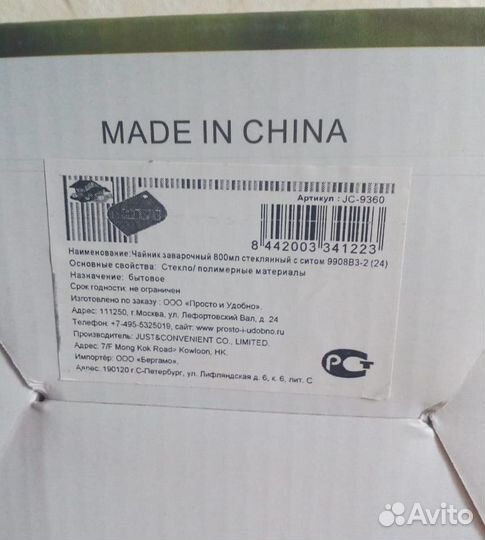 MADE IN CHINA
Артикул : JC-9360
8 442003 341223
Наименование:Чайник заварочный 800мл стеклянный с ситом 9908В3-2 (24)
Основные свойства: Стекло/ полимерные материалы
Назначение: бытовое
Срок годности: не ограничен
Изготовлено по заказу : ООО «Просто и Удобно».
Адрес: 111250, г.Москва, ул. Лефортовский Вал, д. 24
Телефон: +7-495-5325019, сайт: www.prosto-i-udobno.ru
Производитель: JUST&CONVENIENT CO., LIMITED.
Адрес: 7/F Mong Kok Road> Kowloon, HK.
Импортёр: ООО «Бергамо».
Адрес: 190120 г.С-Петербург, ул. Лифляндская д. 6, к. 6, лит. С
РСТ
Avito